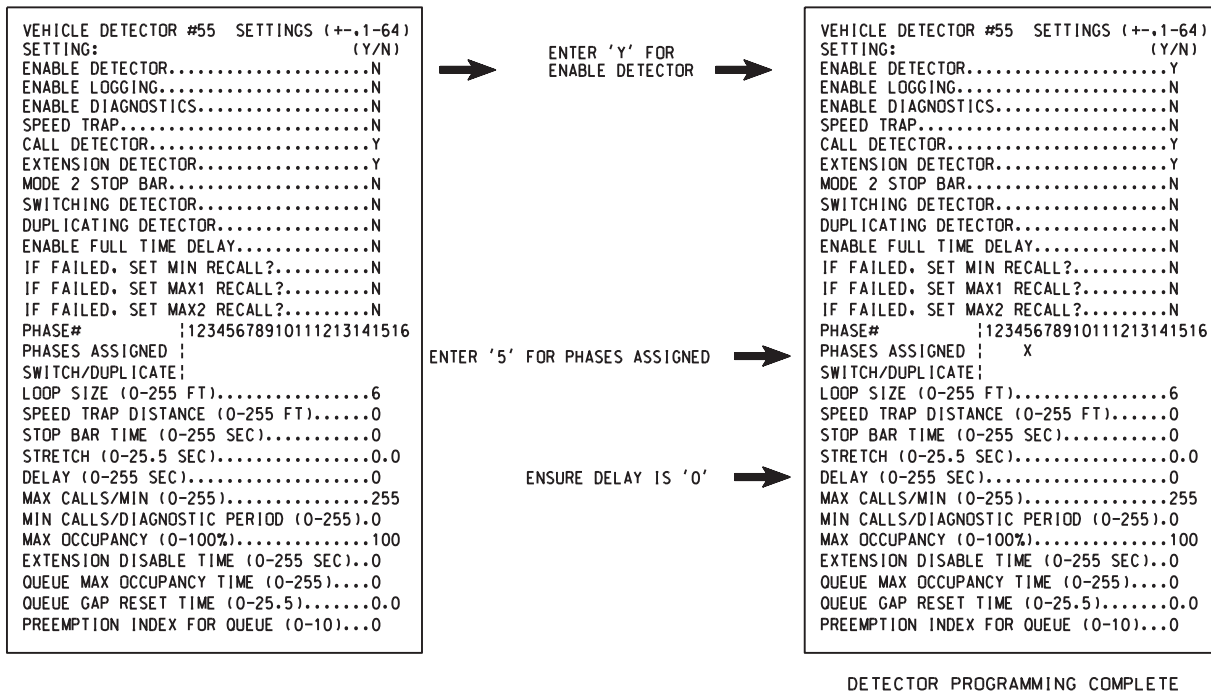 VEHICLE DETECTOR #55 SETTINGS (+-,1-64)
SETTING: (Y/N)
ENABLE DETECTOR.....................N
ENABLE LOGGING......................N
ENABLE DIAGNOSTICS..................N
SPEED TRAP..........................N
CALL DETECTOR.......................Y
EXTENSION DETECTOR..................Y
MODE 2 STOP BAR.....................N
SWITCHING DETECTOR..................N
DUPLICATING DETECTOR................N
ENABLE FULL TIME DELAY..............N
IF FAILED, SET MIN RECALL?..........N
IF FAILED, SET MAX1 RECALL?.........N
IF FAILED, SET MAX2 RECALL?.........N
PHASE# ¦12345678910111213141516
PHASES ASSIGNED ¦
SWITCH/DUPLICATE¦
LOOP SIZE (0-255 FT)................6
SPEED TRAP DISTANCE (0-255 FT)......0
STOP BAR TIME (0-255 SEC)...........0
STRETCH (0-25.5 SEC)................0.0
DELAY (0-255 SEC)...................0
MAX CALLS/MIN (0-255)...............255
MIN CALLS/DIAGNOSTIC PERIOD (0-255).0
MAX OCCUPANCY (0-100%)..............100
EXTENSION DISABLE TIME (0-255 SEC)..0
QUEUE MAX OCCUPANCY TIME (0-255)....0
QUEUE GAP RESET TIME (0-25.5).......0.0
PREEMPTION INDEX FOR QUEUE (0-10)...0
ENTER 'Y' FOR
ENABLE DETECTOR
ENTER '5' FOR PHASES ASSIGNED
ENSURE DELAY IS '0'
VEHICLE DETECTOR #55 SETTINGS (+-,1-64)
SETTING: (Y/N)
ENABLE DETECTOR.....................Y
ENABLE LOGGING......................N
ENABLE DIAGNOSTICS..................N
SPEED TRAP..........................N
CALL DETECTOR.......................Y
EXTENSION DETECTOR..................Y
MODE 2 STOP BAR.....................N
SWITCHING DETECTOR..................N
DUPLICATING DETECTOR................N
ENABLE FULL TIME DELAY..............N
IF FAILED, SET MIN RECALL?..........N
IF FAILED, SET MAX1 RECALL?.........N
IF FAILED, SET MAX2 RECALL?.........N
PHASE# ¦12345678910111213141516
PHASES ASSIGNED ¦ X
SWITCH/DUPLICATE¦
LOOP SIZE (0-255 FT)................6
SPEED TRAP DISTANCE (0-255 FT)......0
STOP BAR TIME (0-255 SEC)...........0
STRETCH (0-25.5 SEC)................0.0
DELAY (0-255 SEC)...................0
MAX CALLS/MIN (0-255)...............255
MIN CALLS/DIAGNOSTIC PERIOD (0-255).0
MAX OCCUPANCY (0-100%)..............100
EXTENSION DISABLE TIME (0-255 SEC)..0
QUEUE MAX OCCUPANCY TIME (0-255)....0
QUEUE GAP RESET TIME (0-25.5).......0.0
PREEMPTION INDEX FOR QUEUE (0-10)...0
DETECTOR PROGRAMMING COMPLETE